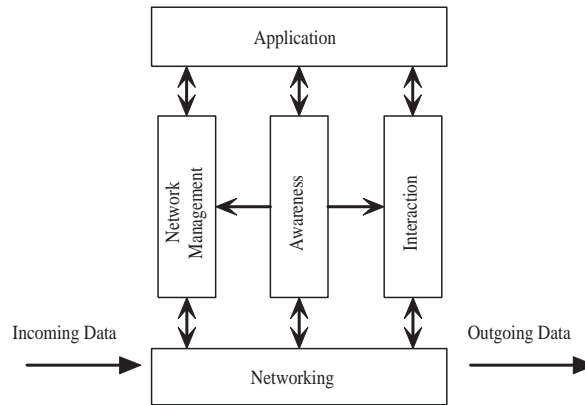 Application
Network
Management
Awareness
Interaction
Incoming Data
Outgoing Data
Networking